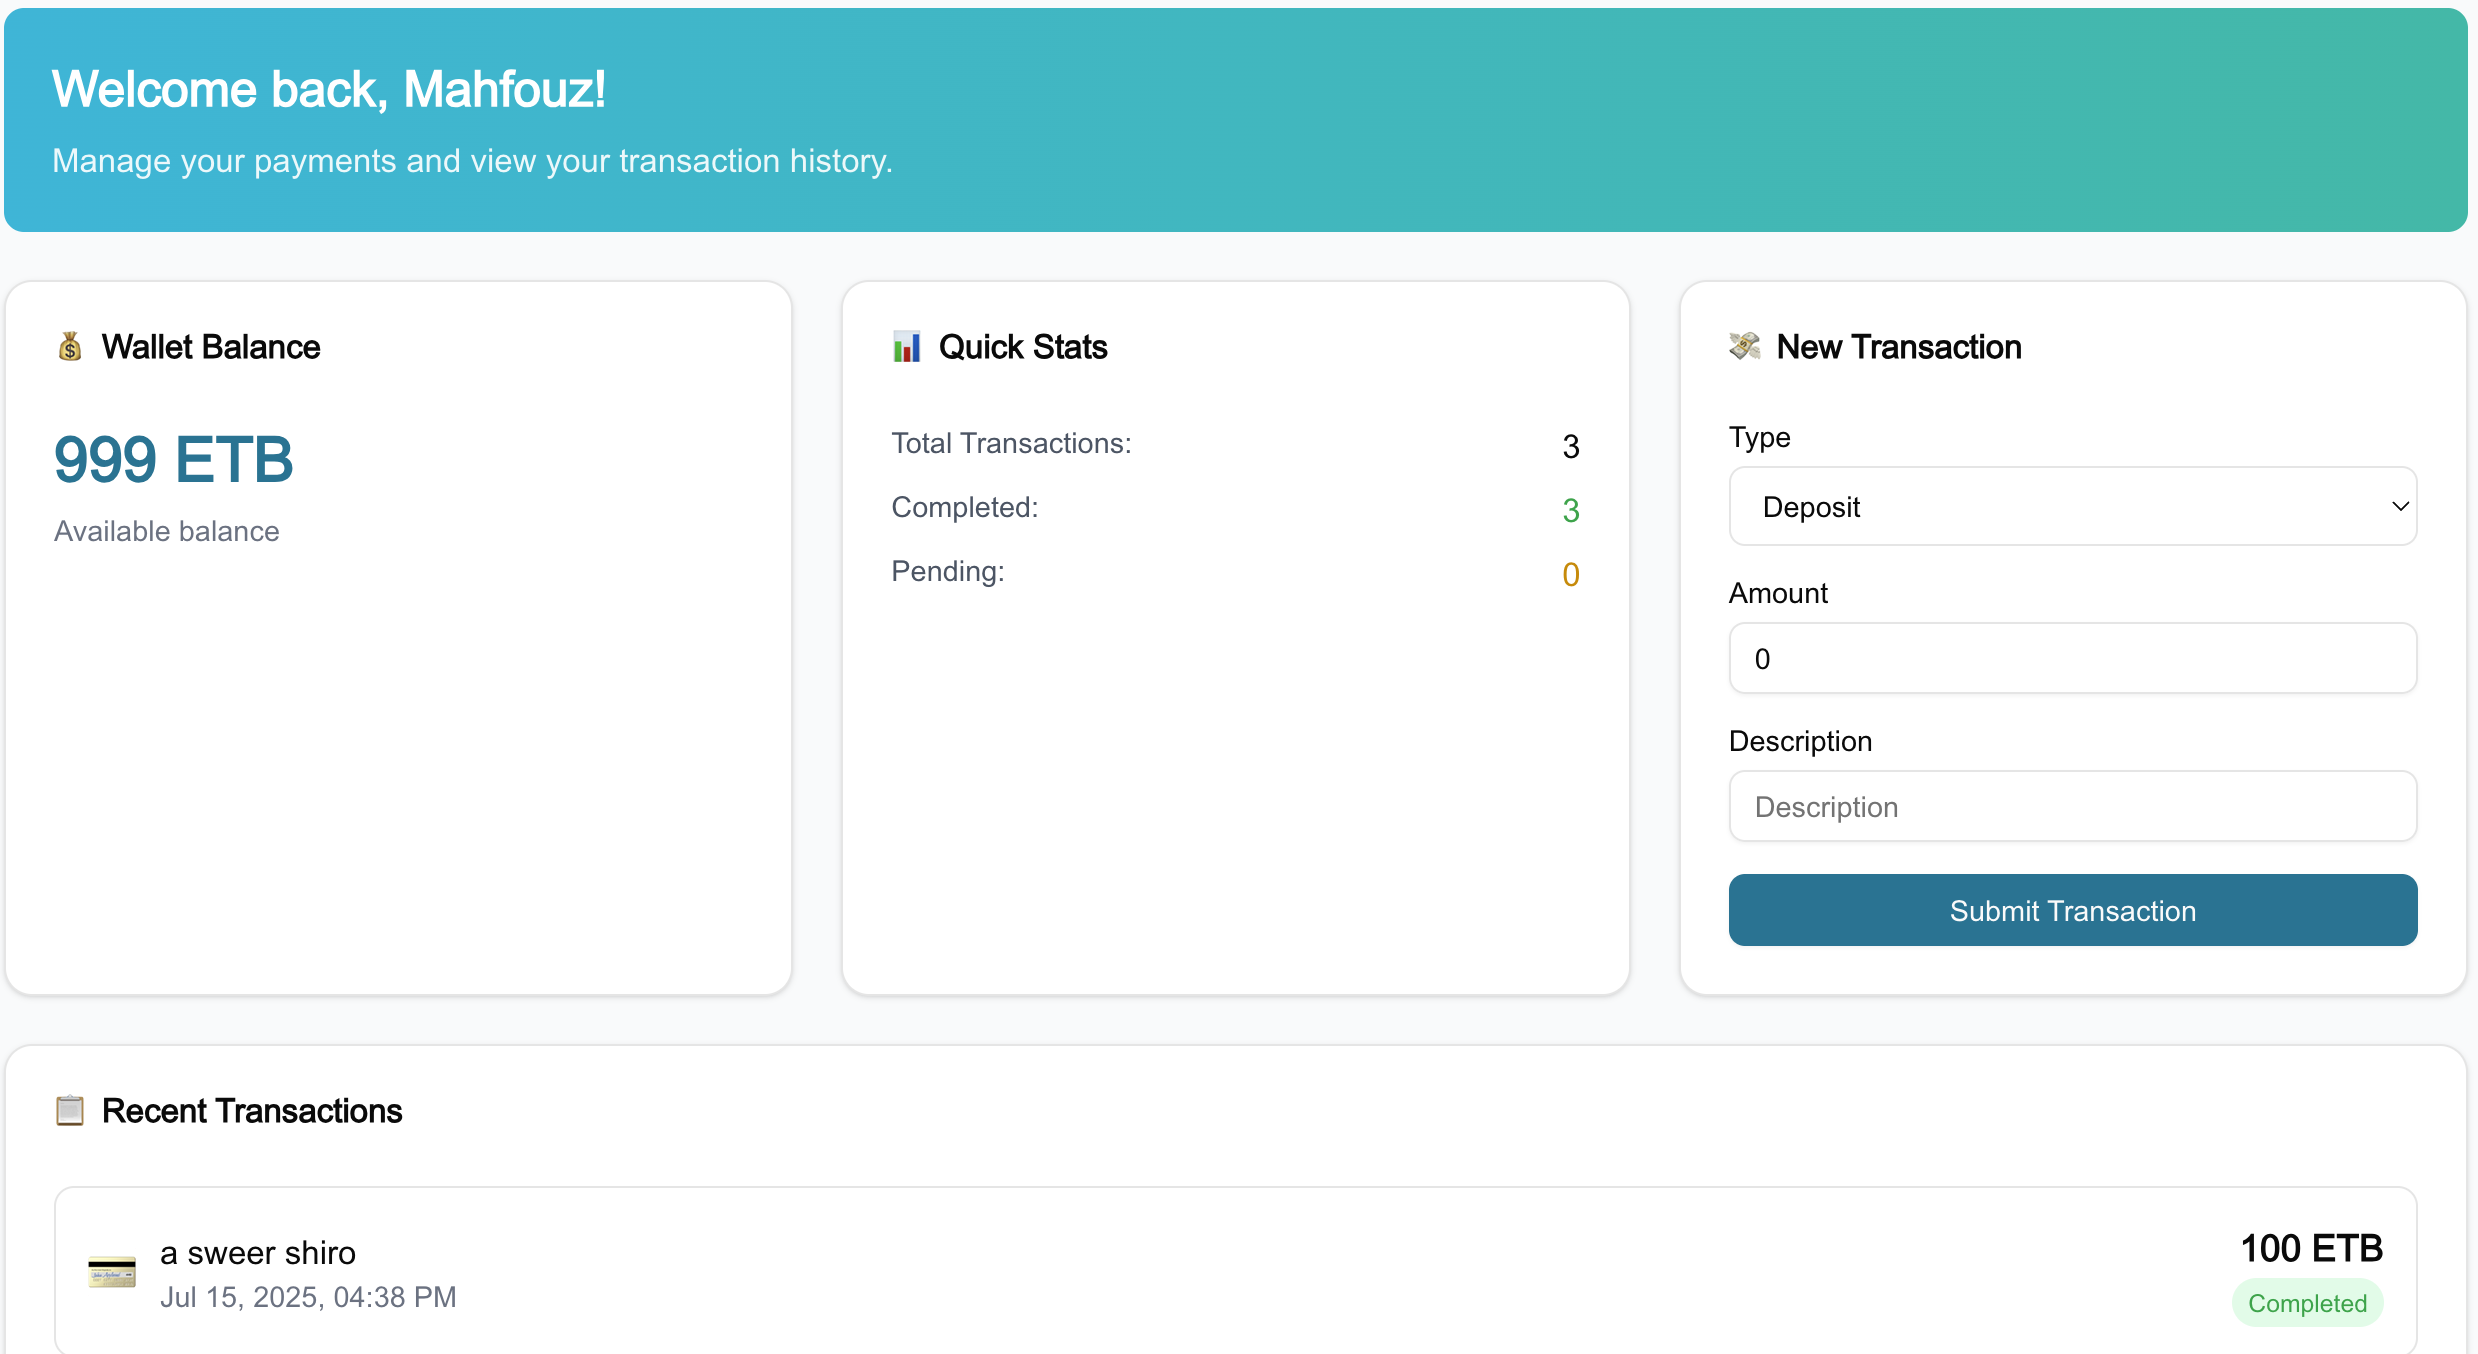 Welcome back, Mahfouz!
Manage your payments and view your transaction history.
Wallet Balance
999 ETB
Available balance
Quick Stats
Total Transactions: 3
Completed: 3
Pending: 0
New Transaction
Type
Deposit
Amount
0
Description
Description
Submit Transaction
Recent Transactions
a sweer shiro
Jul 15, 2025, 04:38 PM
100 ETB
Completed